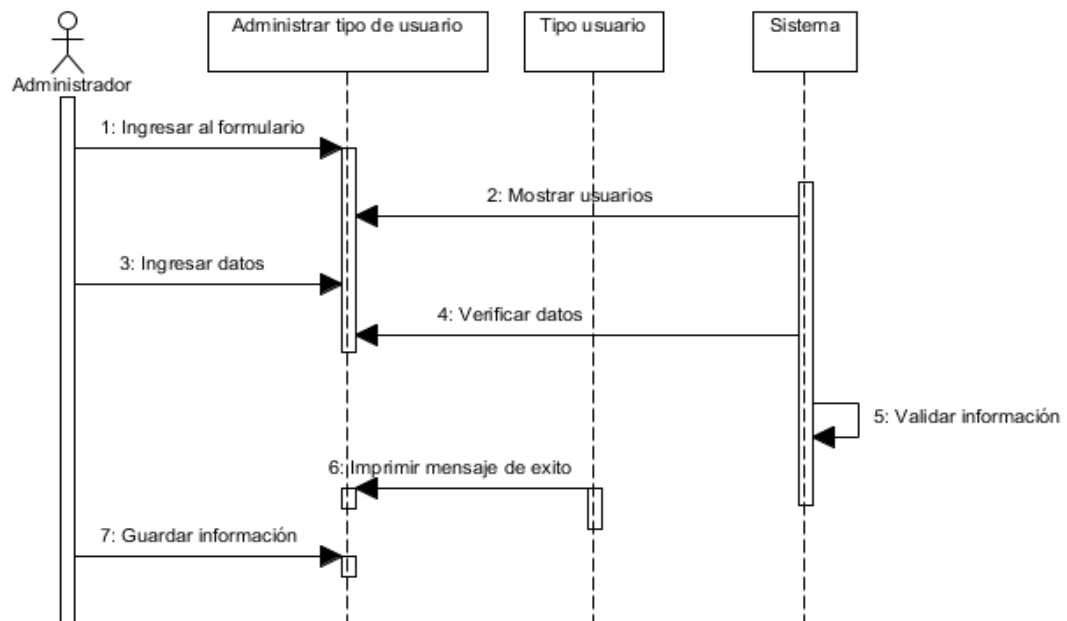 Administrar tipo de usuario
Tipo usuario
Sistema
Administrador
1: Ingresar al formulario
2: Mostrar usuarios
3: Ingresar datos
4: Verificar datos
5: Validar información
6: Imprimir mensaje de exito
7: Guardar información